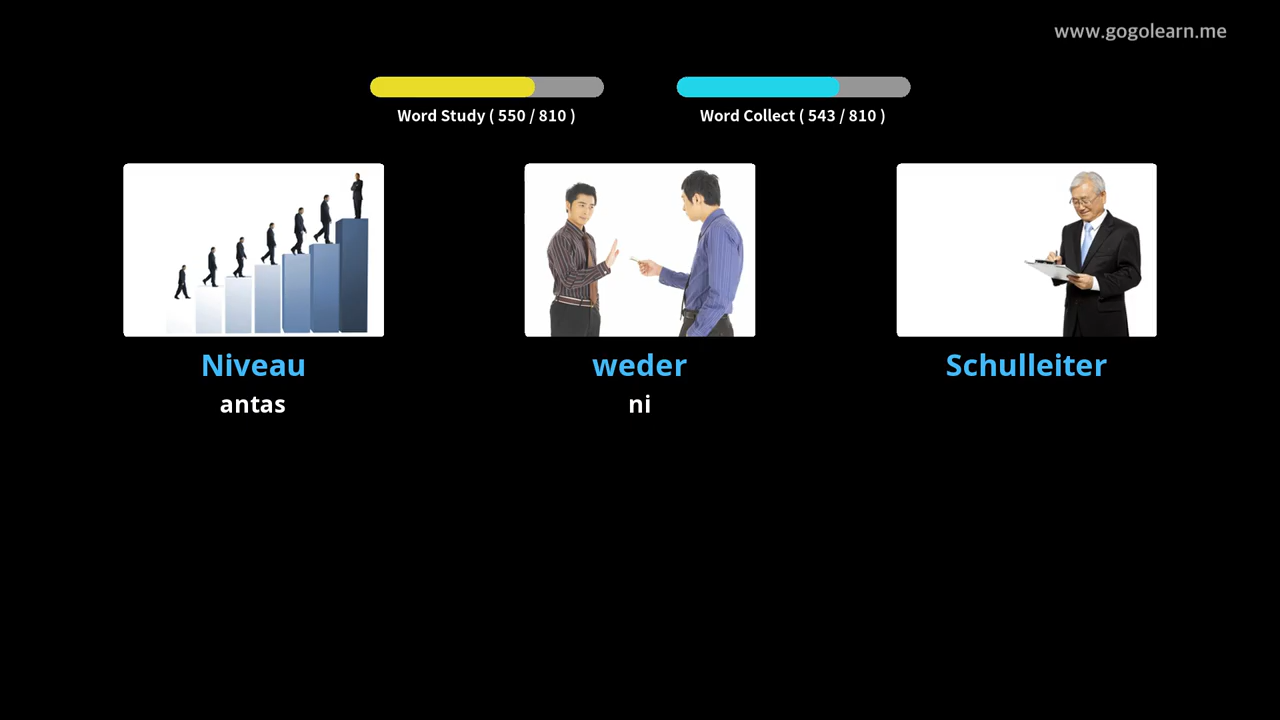 www.gogolearn.me
Word Study ( 550 / 810 )
Word Collect ( 543 / 810 )
Niveau
weder
Schulleiter
antas
ni